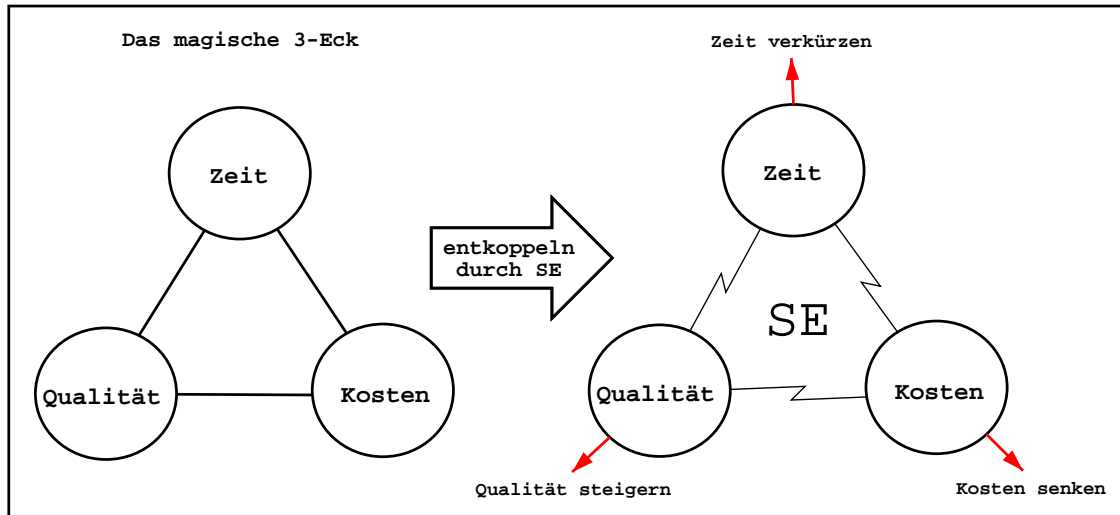 Das magische 3-Eck
Zeit
Qualität
Kosten
entkoppeln
durch SE
Zeit verkürzen
Zeit
SE
Qualität
Kosten
Qualität steigern
Kosten senken